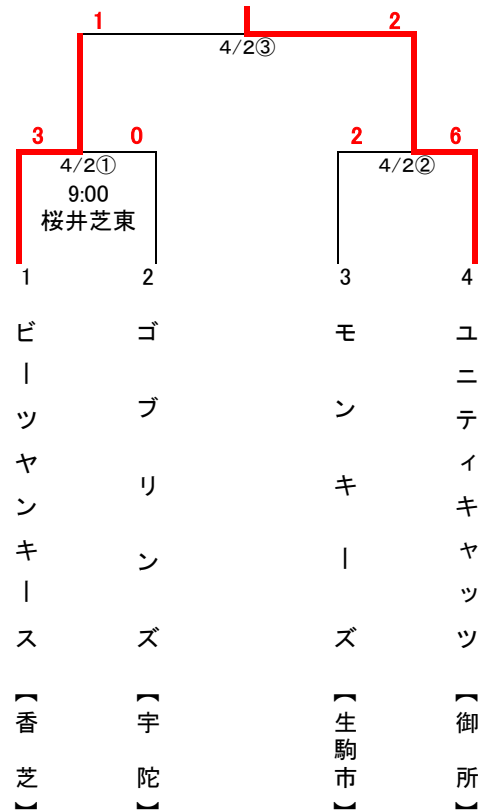 1
2
4/2③
3
0
2
6
4/2①
4/2②
9:00
桜井芝東
1
2
3
4
ビーツヤンキース【香芝】
ゴブリンズ【宇陀】
モンキーズ【生駒市】
ユニティキャッツ【御所】